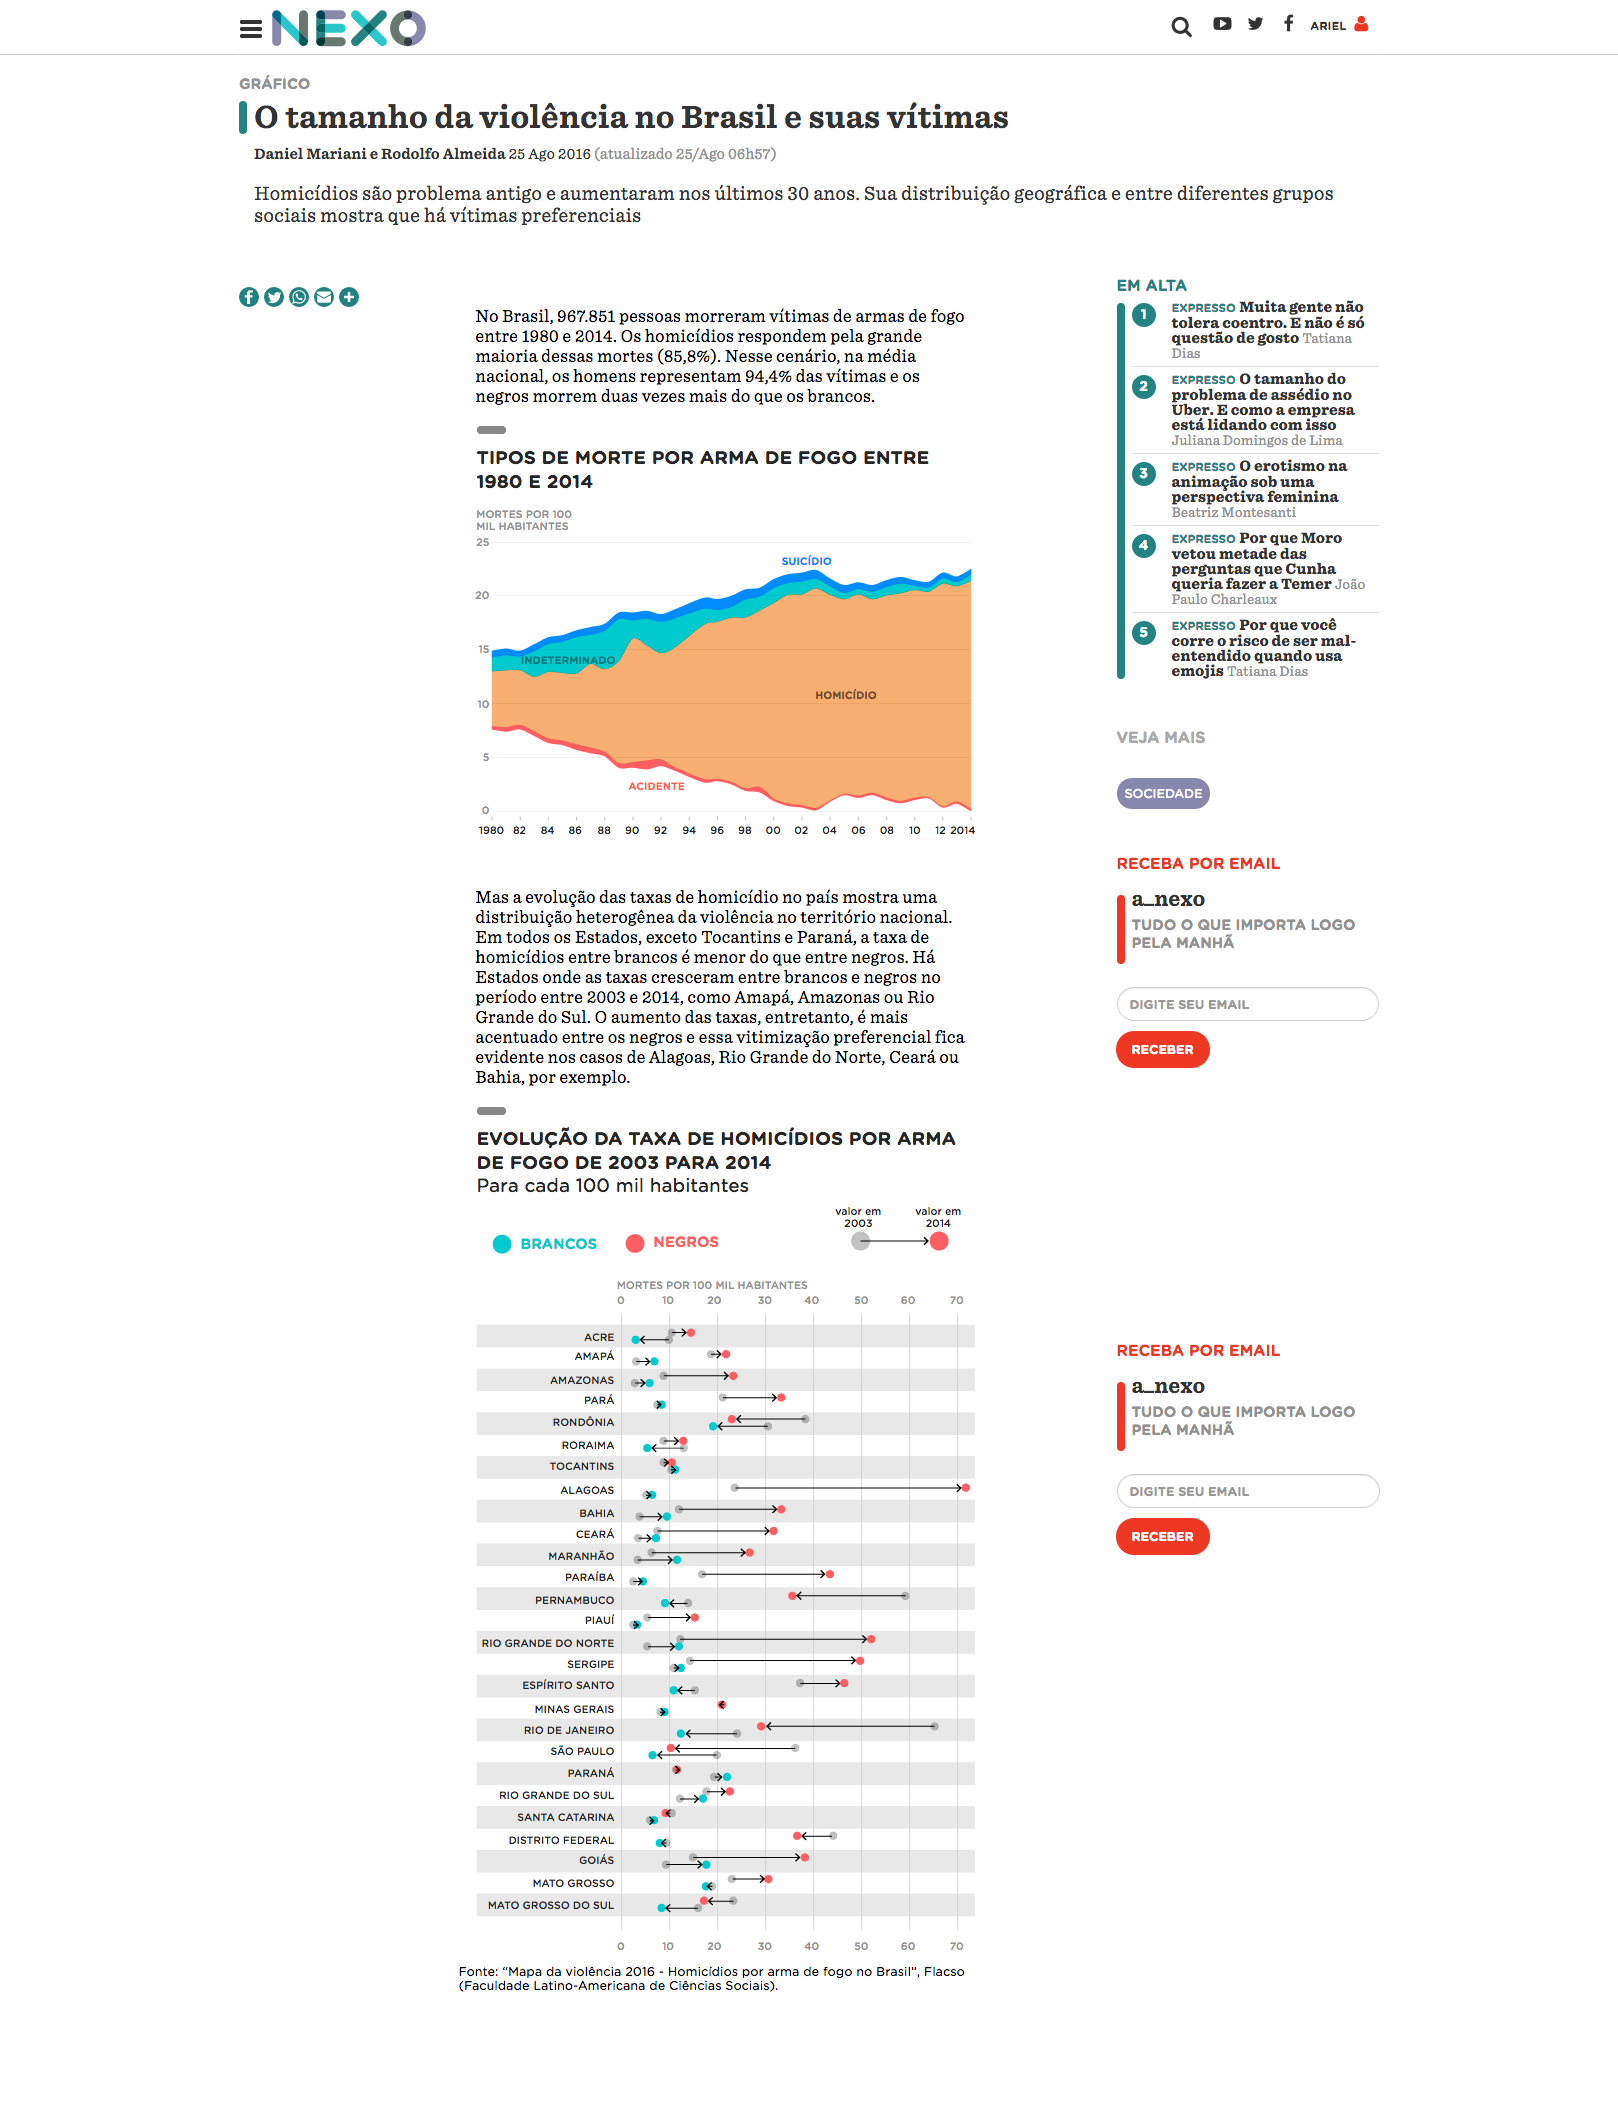 NEXO
ARIEL
GRÁFICO
O tamanho da violência no Brasil e suas vítimas
Daniel Mariani e Rodolfo Almeida 25 Ago 2016 (atualizado 25/Ago 06h57)
Homicídios são problema antigo e aumentaram nos últimos 30 anos. Sua distribuição geográfica e entre diferentes grupos
sociais mostra que há vítimas preferenciais
No Brasil, 967.851 pessoas morreram vítimas de armas de fogo
entre 1980 e 2014. Os homicídios respondem pela grande
maioria dessas mortes (85,8%). Nesse cenário, na média
nacional, os homens representam 94,4% das vítimas e os
negros morrem duas vezes mais do que os brancos.
TIPOS DE MORTE POR ARMA DE FOGO ENTRE
1980 E 2014
MORTES POR 100
MIL HABITANTES
25
SUICÍDIO
20
15
INDETERMINADO
HOMICÍDIO
10
5
ACIDENTE
0
1980 82 84 86 88 90 92 94 96 98 00 02 04 06 08 10 12 2014
Mas a evolução das taxas de homicídio no país mostra uma
distribuição heterogênea da violência no território nacional.
Em todos os Estados, exceto Tocantins e Paraná, a taxa de
homicídios entre brancos é menor do que entre negros. Há
Estados onde as taxas cresceram entre brancos e negros no
período entre 2003 e 2014, como Amapá, Amazonas ou Rio
Grande do Sul. O aumento das taxas, entretanto, é mais
acentuado entre os negros e essa vitimização preferencial fica
evidente nos casos de Alagoas, Rio Grande do Norte, Ceará ou
Bahia, por exemplo.
EVOLUÇÃO DA TAXA DE HOMICÍDIOS POR ARMA
DE FOGO DE 2003 PARA 2014
Para cada 100 mil habitantes
valor em
2003
valor em
2014
BRANCOS
NEGROS
MORTES POR 100 MIL HABITANTES
0 10 20 30 40 50 60 70
ACRE
AMAPÁ
AMAZONAS
PARÁ
RONDÔNIA
RORAIMA
TOCANTINS
ALAGOAS
BAHIA
CEARÁ
MARANHÃO
PARAÍBA
PERNAMBUCO
PIAUÍ
RIO GRANDE DO NORTE
SERGIPE
ESPÍRITO SANTO
MINAS GERAIS
RIO DE JANEIRO
SÃO PAULO
PARANÁ
RIO GRANDE DO SUL
SANTA CATARINA
DISTRITO FEDERAL
GOIÁS
MATO GROSSO
MATO GROSSO DO SUL
0 10 20 30 40 50 60 70
Fonte: “Mapa da violência 2016 - Homicídios por arma de fogo no Brasil”, Flacso
(Faculdade Latino-Americana de Ciências Sociais).
EM ALTA
1 EXPRESSO Muita gente não
tolera coentro. E não é só
questão de gosto Tatiana
Dias
2 EXPRESSO O tamanho do
problema de assédio no
Uber. E como a empresa
está lidando com isso
Juliana Domingos de Lima
3 EXPRESSO O erotismo na
animação sob uma
perspectiva feminina
Beatriz Montesanti
4 EXPRESSO Por que Moro
vetou metade das
perguntas que Cunha
queria fazer a Temer João
Paulo Charleaux
5 EXPRESSO Por que você
corre o risco de ser mal-
entendido quando usa
emojis Tatiana Dias
VEJA MAIS
SOCIEDADE
RECEBA POR EMAIL
a_nexo
TUDO O QUE IMPORTA LOGO
PELA MANHÃ
DIGITE SEU EMAIL
RECEBER
RECEBA POR EMAIL
a_nexo
TUDO O QUE IMPORTA LOGO
PELA MANHÃ
DIGITE SEU EMAIL
RECEBER